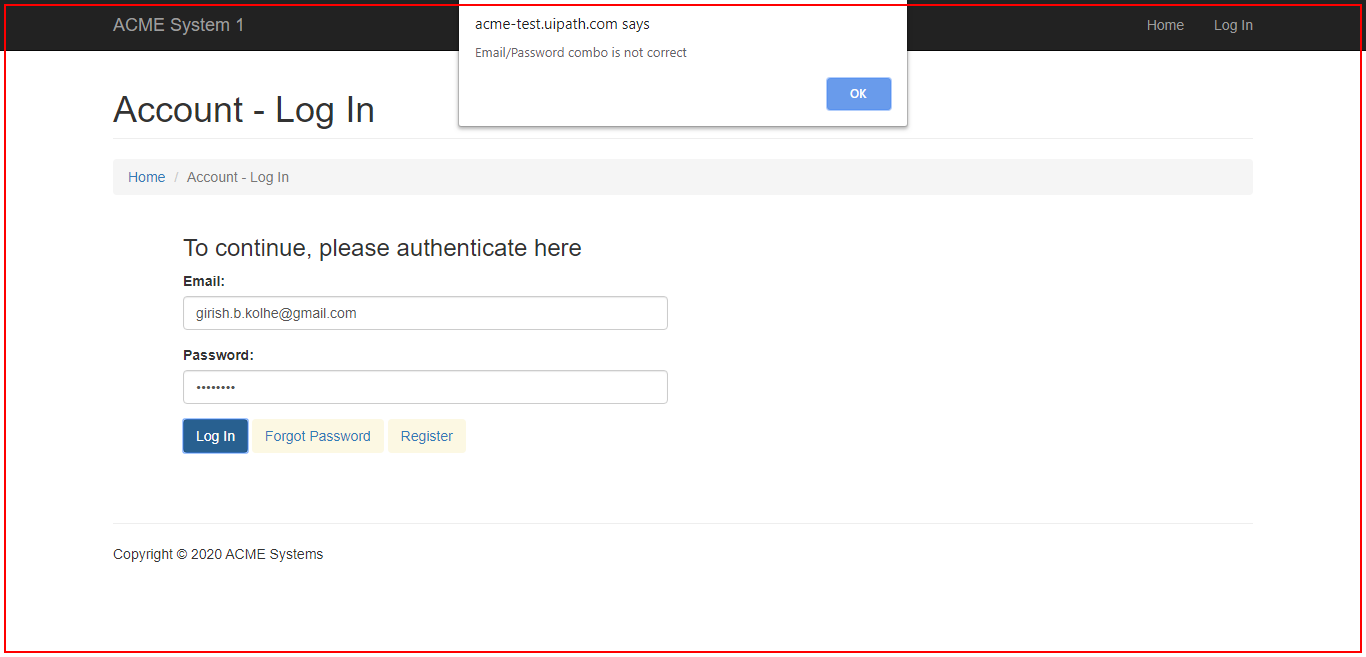 ACME System 1
Home Log In
acme-test.uipath.com says
Email/Password combo is not correct
OK
Account - Log In
Home / Account - Log In
To continue, please authenticate here
Email:
girish.b.kolhe@gmail.com
Password:
••••••••
Log In Forgot Password Register
Copyright © 2020 ACME Systems